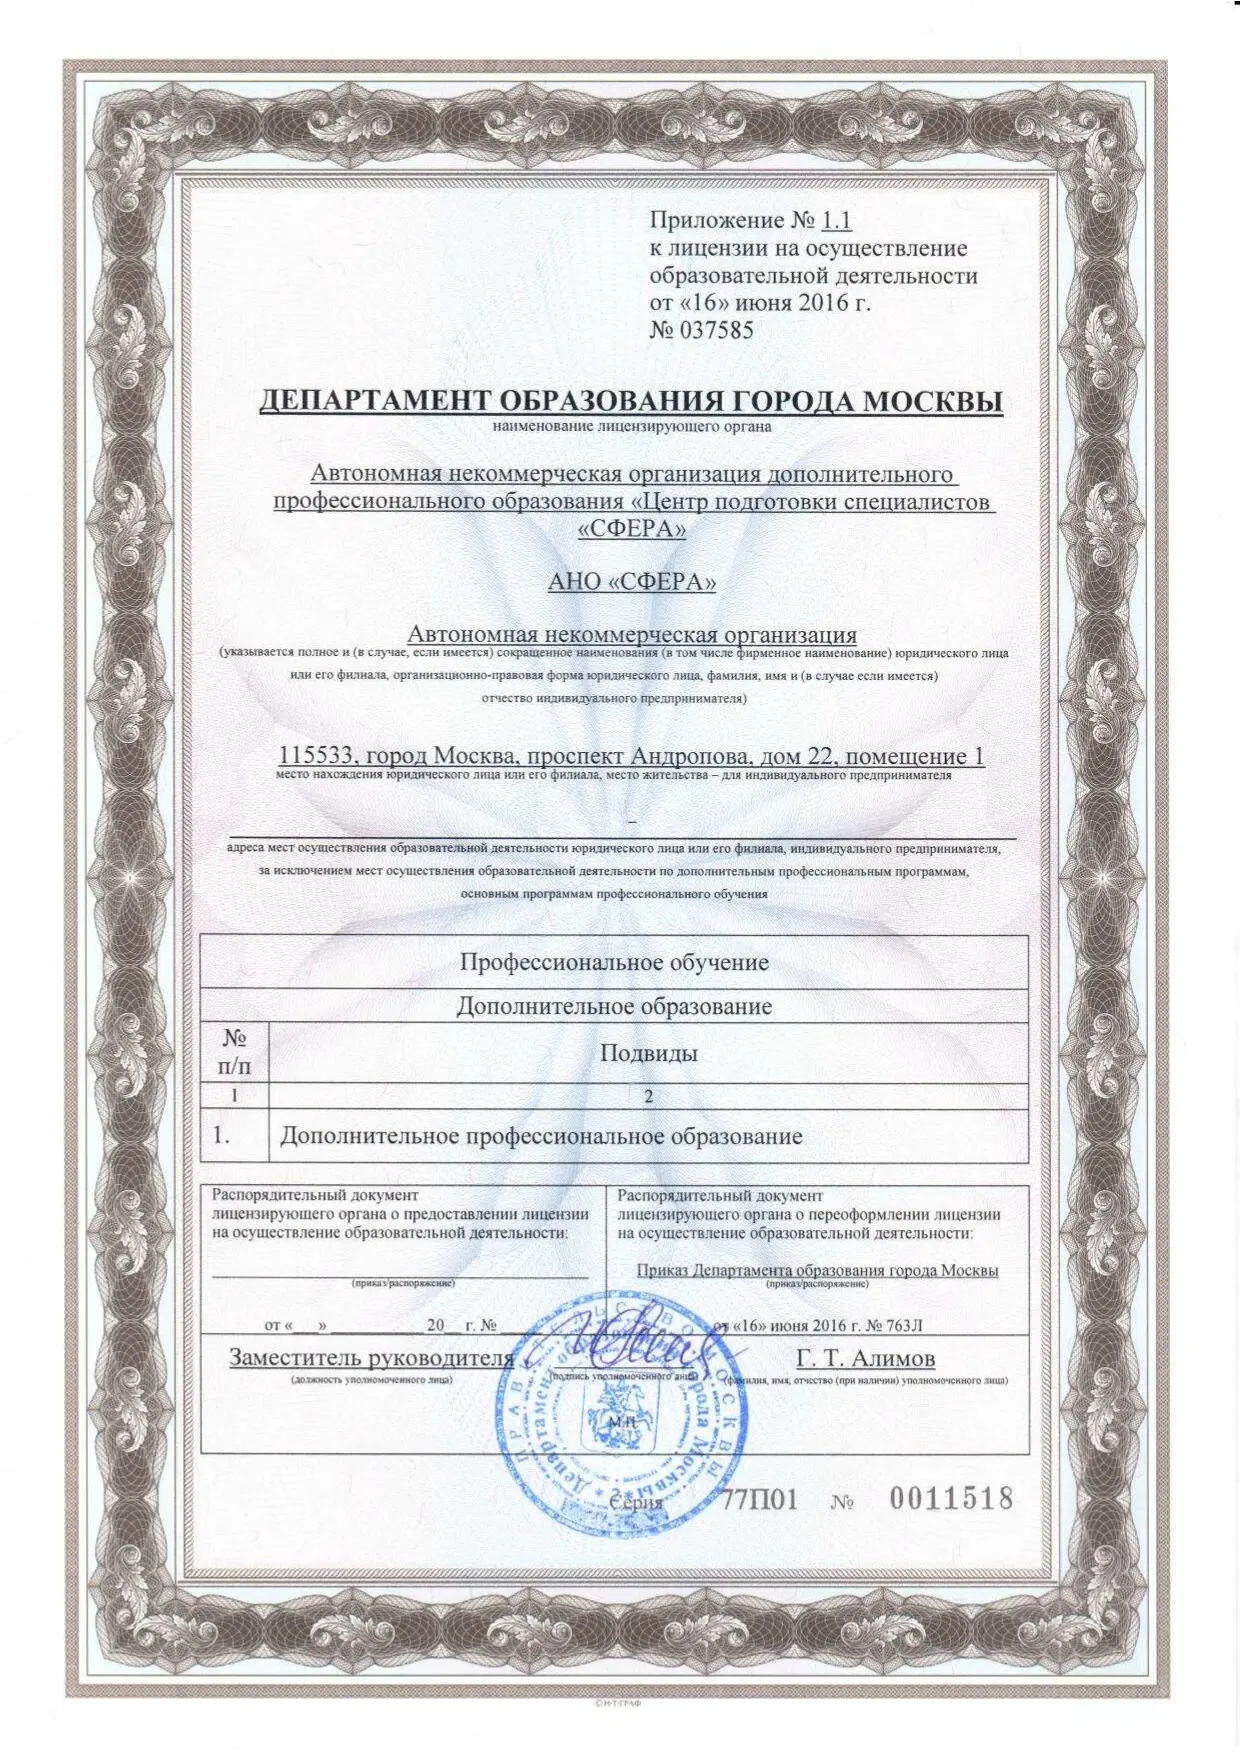 Приложение № 1.1
к лицензии на осуществление
образовательной деятельности
от «16» июня 2016 г.
№ 037585
ДЕПАРТАМЕНТ ОБРАЗОВАНИЯ ГОРОДА МОСКВЫ
наименование лицензирующего органа
Автономная некоммерческая организация дополнительного
профессионального образования «Центр подготовки специалистов
«СФЕРА»
АНО «СФЕРА»
Автономная некоммерческая организация
(указывается полное и (в случае, если имеется) сокращенное наименования (в том числе фирменное наименование) юридического лица
или его филиала, организационно-правовая форма юридического лица, фамилия, имя и (в случае если имеется)
отчество индивидуального предпринимателя)
115533, город Москва, проспект Андропова, дом 22, помещение 1
место нахождения юридического лица или его филиала, место жительства – для индивидуального предпринимателя
–
адреса мест осуществления образовательной деятельности юридического лица или его филиала, индивидуального предпринимателя,
за исключением мест осуществления образовательной деятельности по дополнительным профессиональным программам,
основным программам профессионального обучения
Профессиональное обучение
Дополнительное образование
№
п/п
Подвиды
1 2
1. Дополнительное профессиональное образование
Распорядительный документ
лицензирующего органа о предоставлении лицензии
на осуществление образовательной деятельности:
(приказ/распоряжение)
от «___» ____________ 20__ г. № _____
Распорядительный документ
лицензирующего органа о переоформлении лицензии
на осуществление образовательной деятельности:
Приказ Департамента образования города Москвы
(приказ/распоряжение)
от «16» июня 2016 г. № 763Л
Заместитель руководителя
(должность уполномоченного лица)
(подпись уполномоченного лица)
Г. Т. Алимов
(фамилия, имя, отчество (при наличии) уполномоченного лица)
М.П.
ПРАВИТЕЛЬСТВО МОСКВЫ
Департамент образования города Москвы
* 2 *
Серия 77П01 № 0011518
© Н-Т-ГРАФ